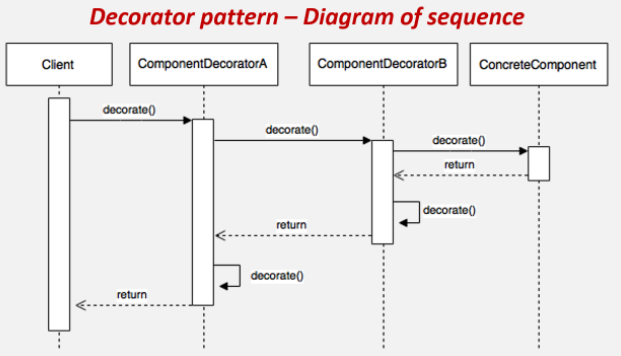 Decorator pattern – Diagram of sequence
Client
ComponentDecoratorA
ComponentDecoratorB
ConcreteComponent
decorate()
decorate()
decorate()
return
decorate()
return
decorate()
return